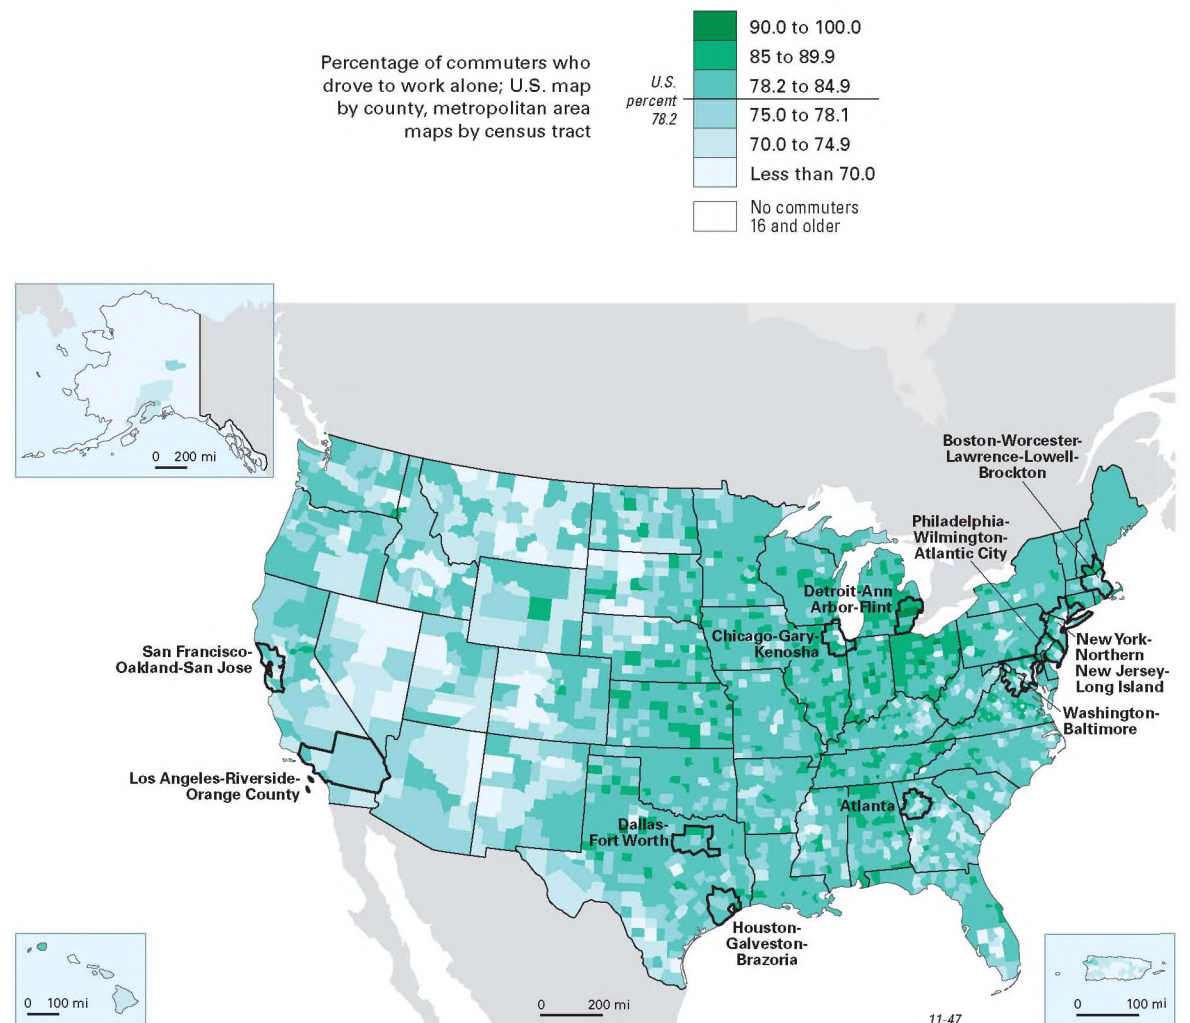 Percentage of commuters who
drove to work alone; U.S. map
by county, metropolitan area
maps by census tract
U.S.
percent
78.2
90.0 to 100.0
85 to 89.9
78.2 to 84.9
75.0 to 78.1
70.0 to 74.9
Less than 70.0
No commuters
16 and older
0 200 mi
Boston-Worcester-
Lawrence-Lowell-
Brockton
Philadelphia-
Wilmington-
Atlantic City
Detroit-Ann
Arbor-Flint
Chicago-Gary-
Kenosha
San Francisco-
Oakland-San Jose
New York-
Northern
New Jersey-
Long Island
Washington-
Baltimore
Los Angeles-Riverside-
Orange County
Atlanta
Dallas-
Fort Worth
Houston-
Galveston-
Brazoria
0 100 mi
0 200 mi
0 100 mi
11-47